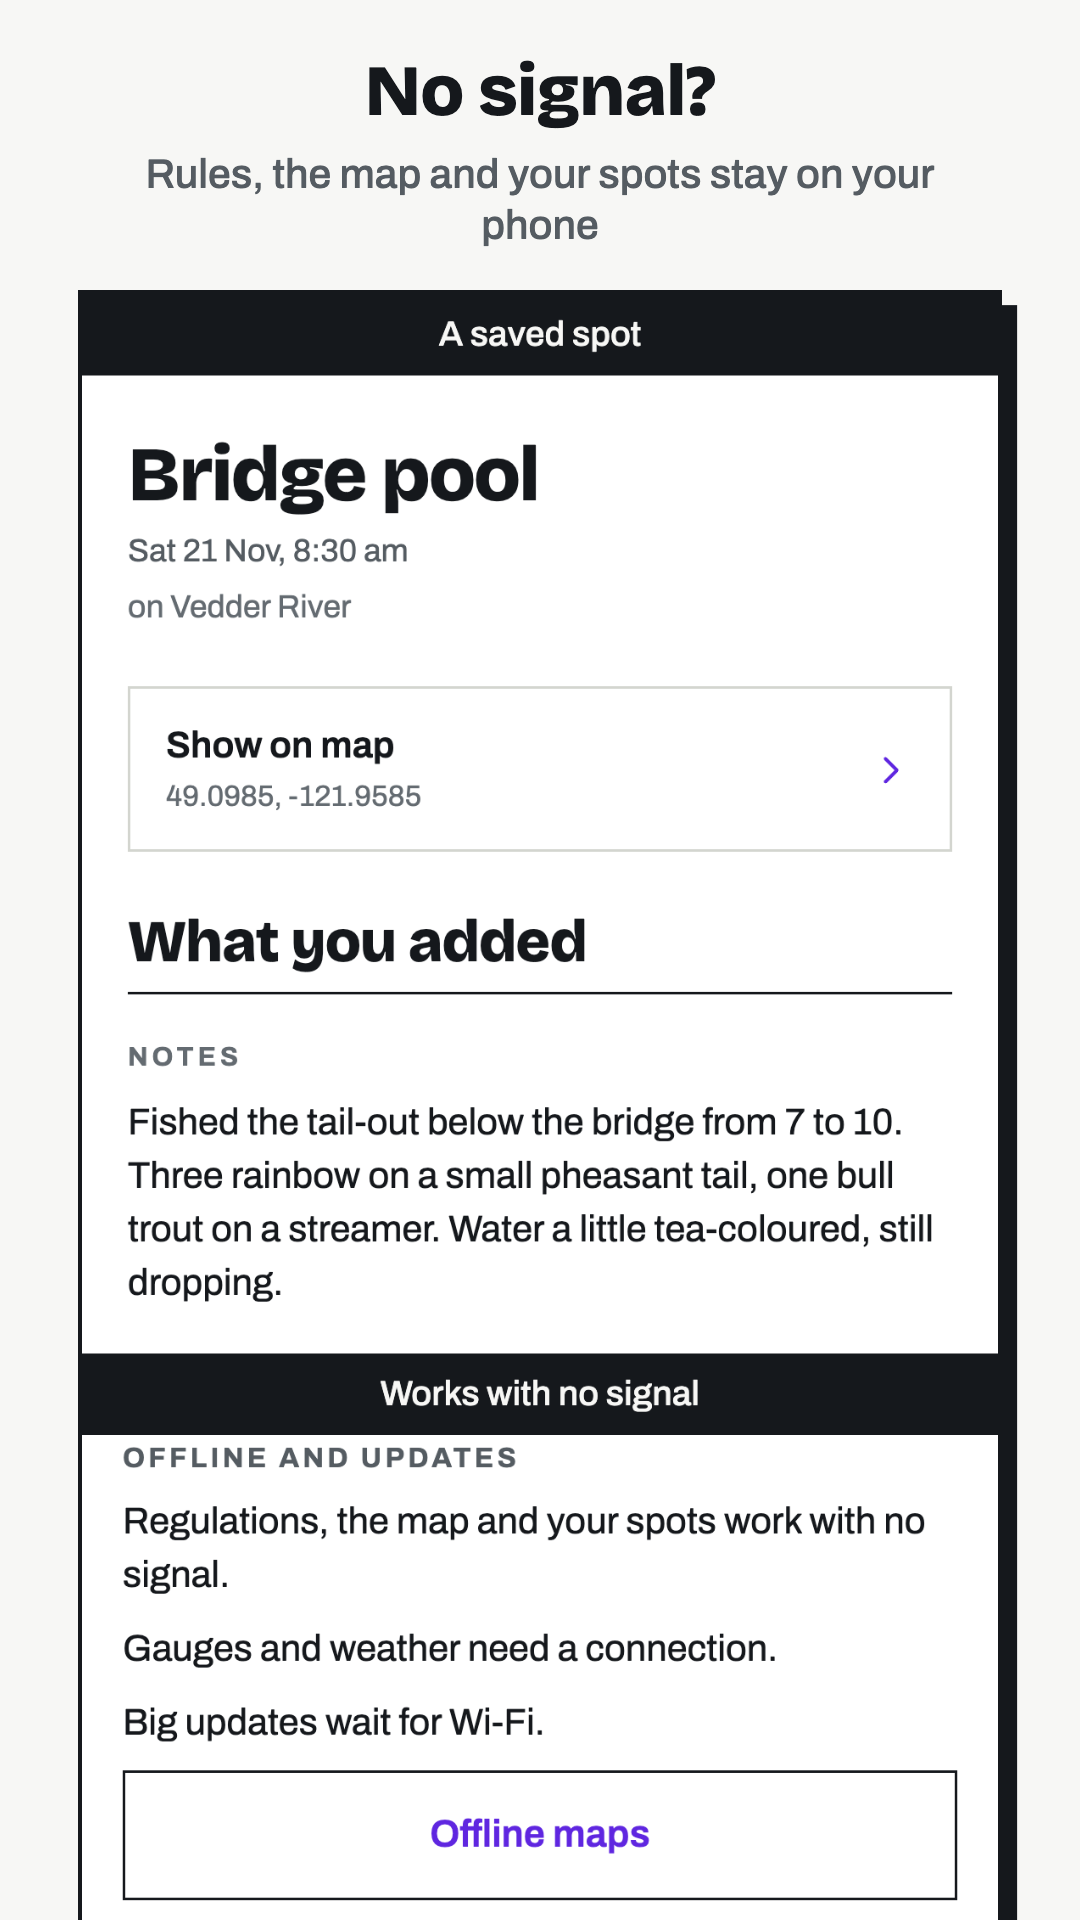 No signal?
Rules, the map and your spots stay on your
phone
A saved spot
Bridge pool
Sat 21 Nov, 8:30 am
on Vedder River
Show on map
49.0985, -121.9585
What you added
NOTES
Fished the tail-out below the bridge from 7 to 10.
Three rainbow on a small pheasant tail, one bull
trout on a streamer. Water a little tea-coloured, still
dropping.
Works with no signal
OFFLINE AND UPDATES
Regulations, the map and your spots work with no
signal.
Gauges and weather need a connection.
Big updates wait for Wi-Fi.
Offline maps